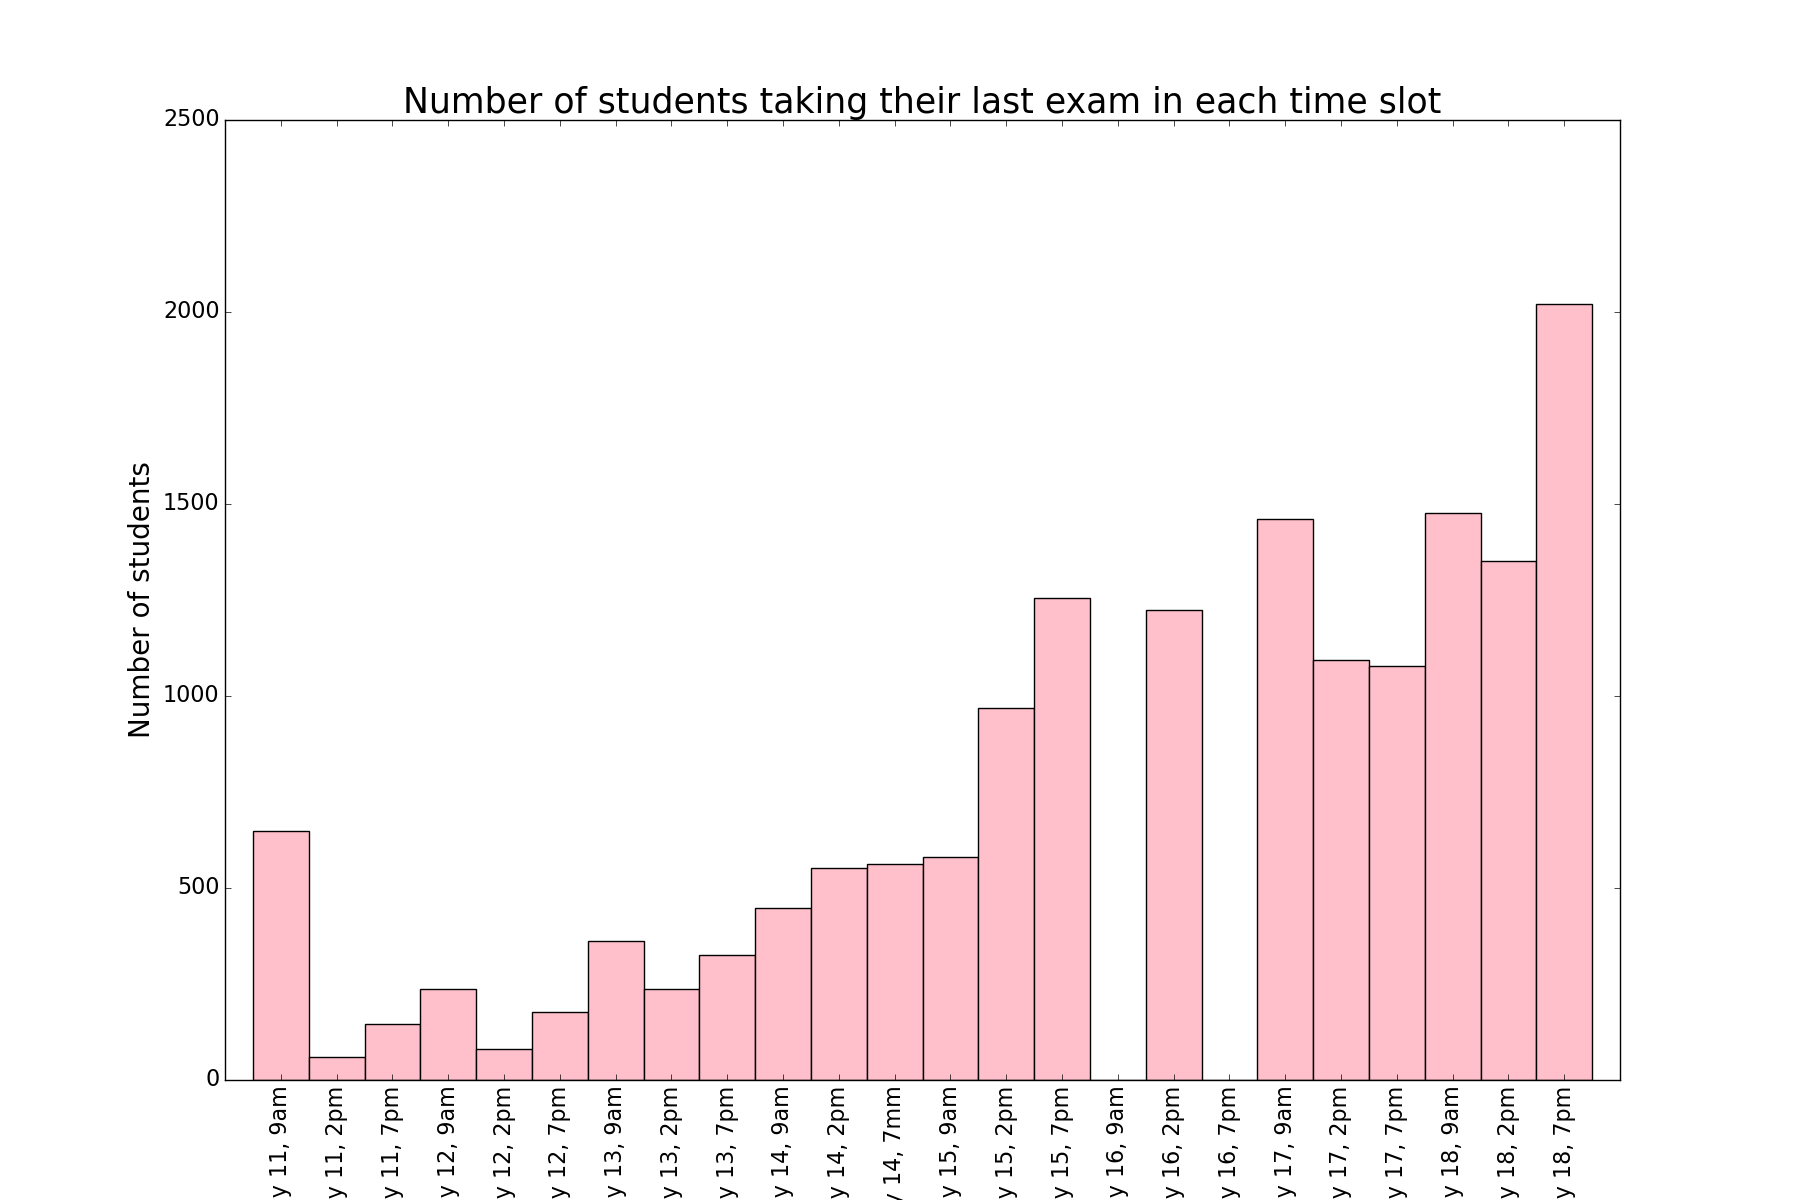 Number of students taking their last exam in each time slot
Number of students
2500
2000
1500
1000
500
0
y 11, 9am
y 11, 2pm
y 11, 7pm
y 12, 9am
y 12, 2pm
y 12, 7pm
y 13, 9am
y 13, 2pm
y 13, 7pm
y 14, 9am
y 14, 2pm
y 14, 7mm
y 15, 9am
y 15, 2pm
y 15, 7pm
y 16, 9am
y 16, 2pm
y 16, 7pm
y 17, 9am
y 17, 2pm
y 17, 7pm
y 18, 9am
y 18, 2pm
y 18, 7pm